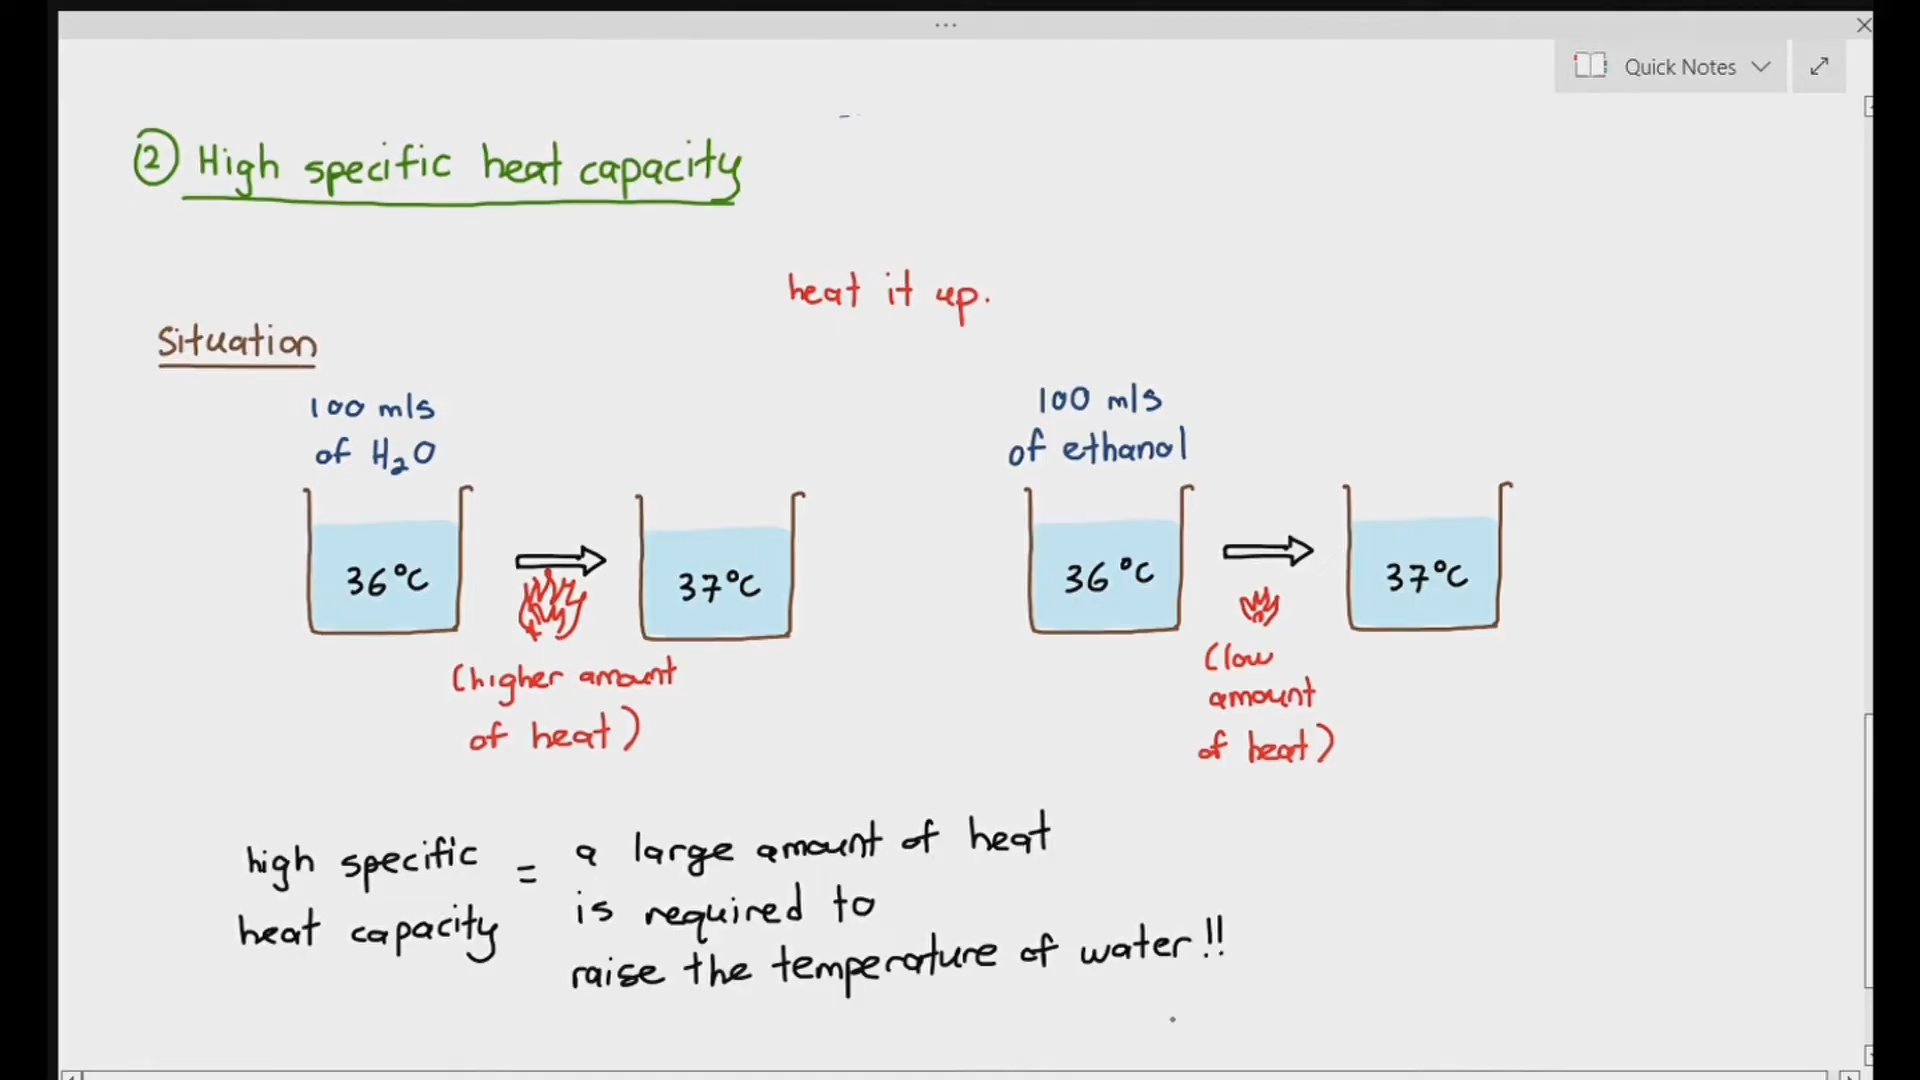 ...
Quick Notes
② High specific heat capacity
heat it up.
Situation
100 mls
of H₂O
36°C
37°C
(higher amount
of heat)
100 mls
of ethanol
36°C
37°C
(low
amount
of heat)
high specific
heat capacity
=
a large amount of heat
is required to
raise the temperature of water!!